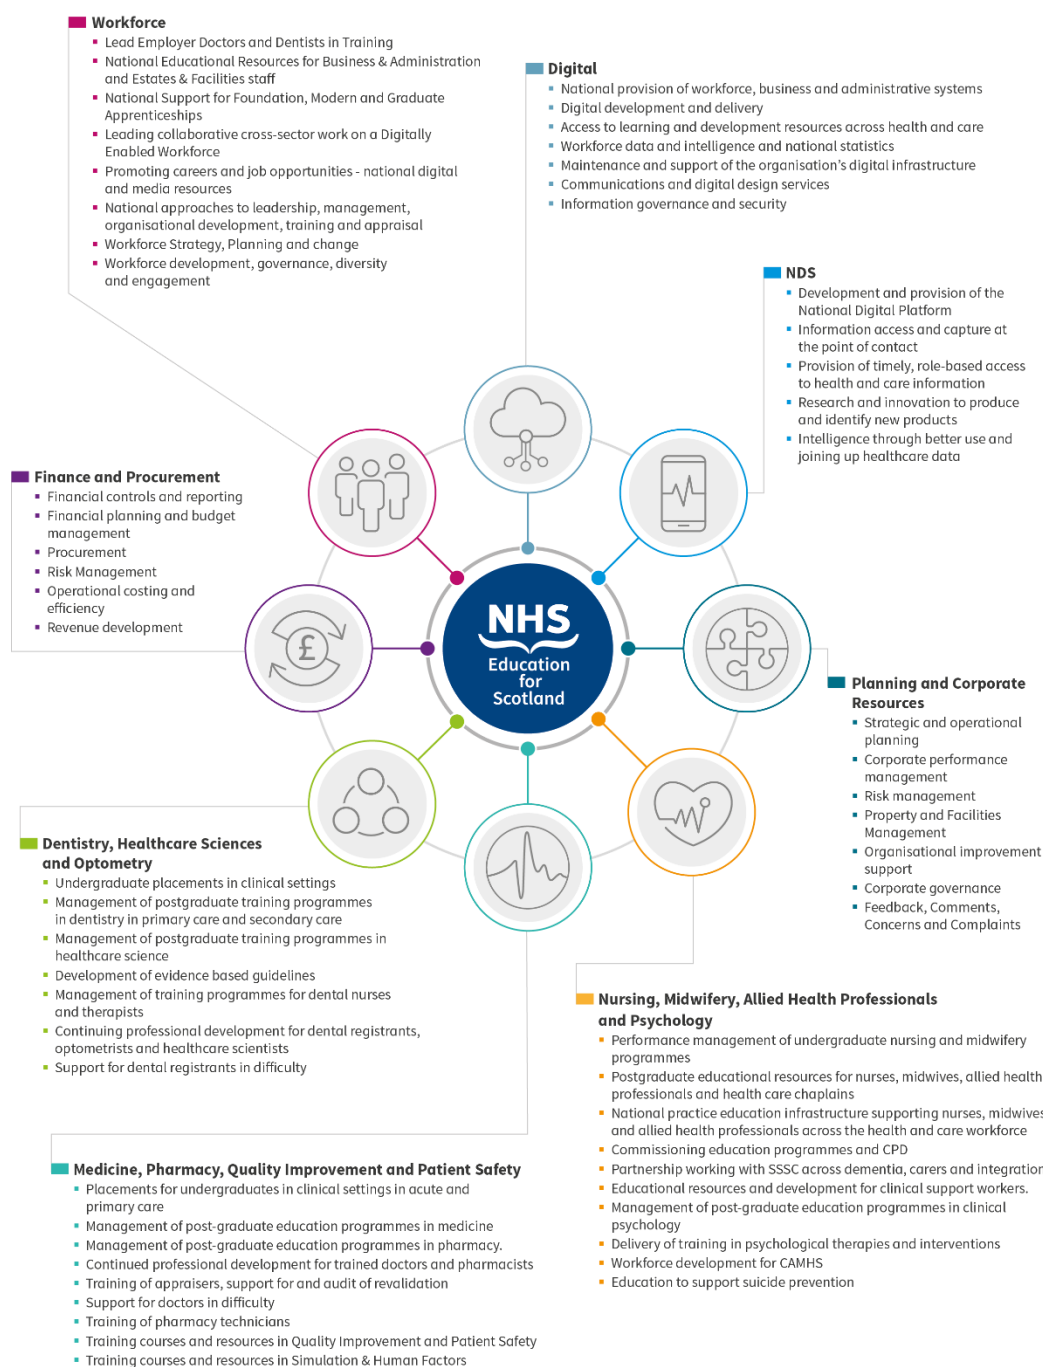 Workforce
Lead Employer Doctors and Dentists in Training
National Educational Resources for Business & Administration
and Estates & Facilities staff
National Support for Foundation, Modern and Graduate
Apprenticeships
Leading collaborative cross-sector work on a Digitally
Enabled Workforce
Promoting careers and job opportunities - national digital
and media resources
National approaches to leadership, management,
organisational development, training and appraisal
Workforce Strategy, Planning and change
Workforce development, governance, diversity
and engagement
Digital
National provision of workforce, business and administrative systems
Digital development and delivery
Access to learning and development resources across health and care
Workforce data and intelligence and national statistics
Maintenance and support of the organisation's digital infrastructure
Communications and digital design services
Information governance and security
NDS
Development and provision of the
National Digital Platform
Information access and capture at
the point of contact
Provision of timely, role-based access
to health and care information
Research and innovation to produce
and identify new products
Intelligence through better use and
joining up healthcare data
Finance and Procurement
Financial controls and reporting
Financial planning and budget
management
Procurement
Risk Management
Operational costing and
efficiency
Revenue development
£
NHS
Education
for
Scotland
Planning and Corporate
Resources
Strategic and operational
planning
Corporate performance
management
Risk management
Property and Facilities
Management
Organisational improvement
support
Corporate governance
Feedback, Comments,
Concerns and Complaints
Dentistry, Healthcare Sciences
and Optometry
Undergraduate placements in clinical settings
Management of postgraduate training programmes
in dentistry in primary care and secondary care
Management of postgraduate training programmes in
healthcare science
Development of evidence based guidelines
Management of training programmes for dental nurses
and therapists
Continuing professional development for dental registrants,
optometrists and healthcare scientists
Support for dental registrants in difficulty
Nursing, Midwifery, Allied Health Professionals
and Psychology
Performance management of undergraduate nursing and midwifery
programmes
Postgraduate educational resources for nurses, midwives, allied health
professionals and health care chaplains
National practice education infrastructure supporting nurses, midwives
and allied health professionals across the health and care workforce
Commissioning education programmes and CPD
Partnership working with SSSC across dementia, carers and integration
Educational resources and development for clinical support workers.
Management of post-graduate education programmes in clinical
psychology
Delivery of training in psychological therapies and interventions
Workforce development for CAMHS
Education to support suicide prevention
Medicine, Pharmacy, Quality Improvement and Patient Safety
Placements for undergraduates in clinical settings in acute and
primary care
Management of post-graduate education programmes in medicine
Management of post-graduate education programmes in pharmacy.
Continued professional development for trained doctors and pharmacists
Training of appraisers, support for and audit of revalidation
Support for doctors in difficulty
Training of pharmacy technicians
Training courses and resources in Quality Improvement and Patient Safety
Training courses and resources in Simulation & Human Factors